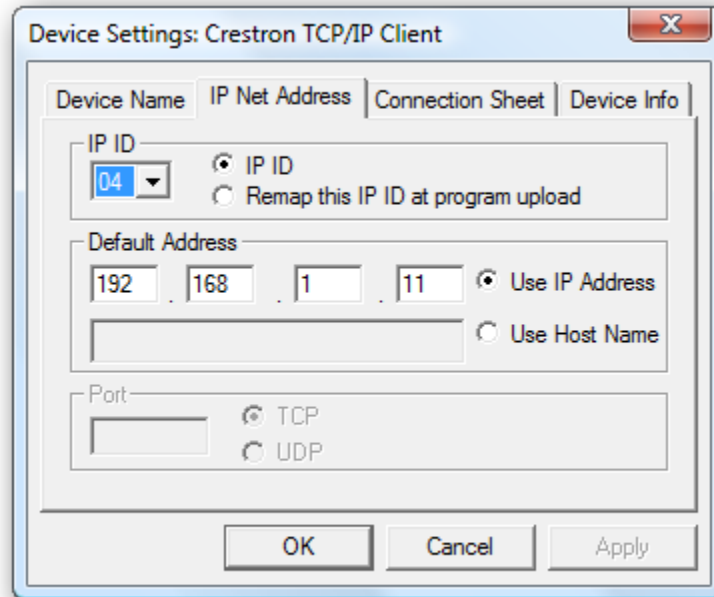 Device Settings: Crestron TCP/IP Client
X
Device Name IP Net Address Connection Sheet Device Info
IP ID
04 IP ID
Remap this IP ID at program upload
Default Address
192 . 168 . 1 . 11 Use IP Address
Use Host Name
Port
TCP
UDP
OK Cancel Apply